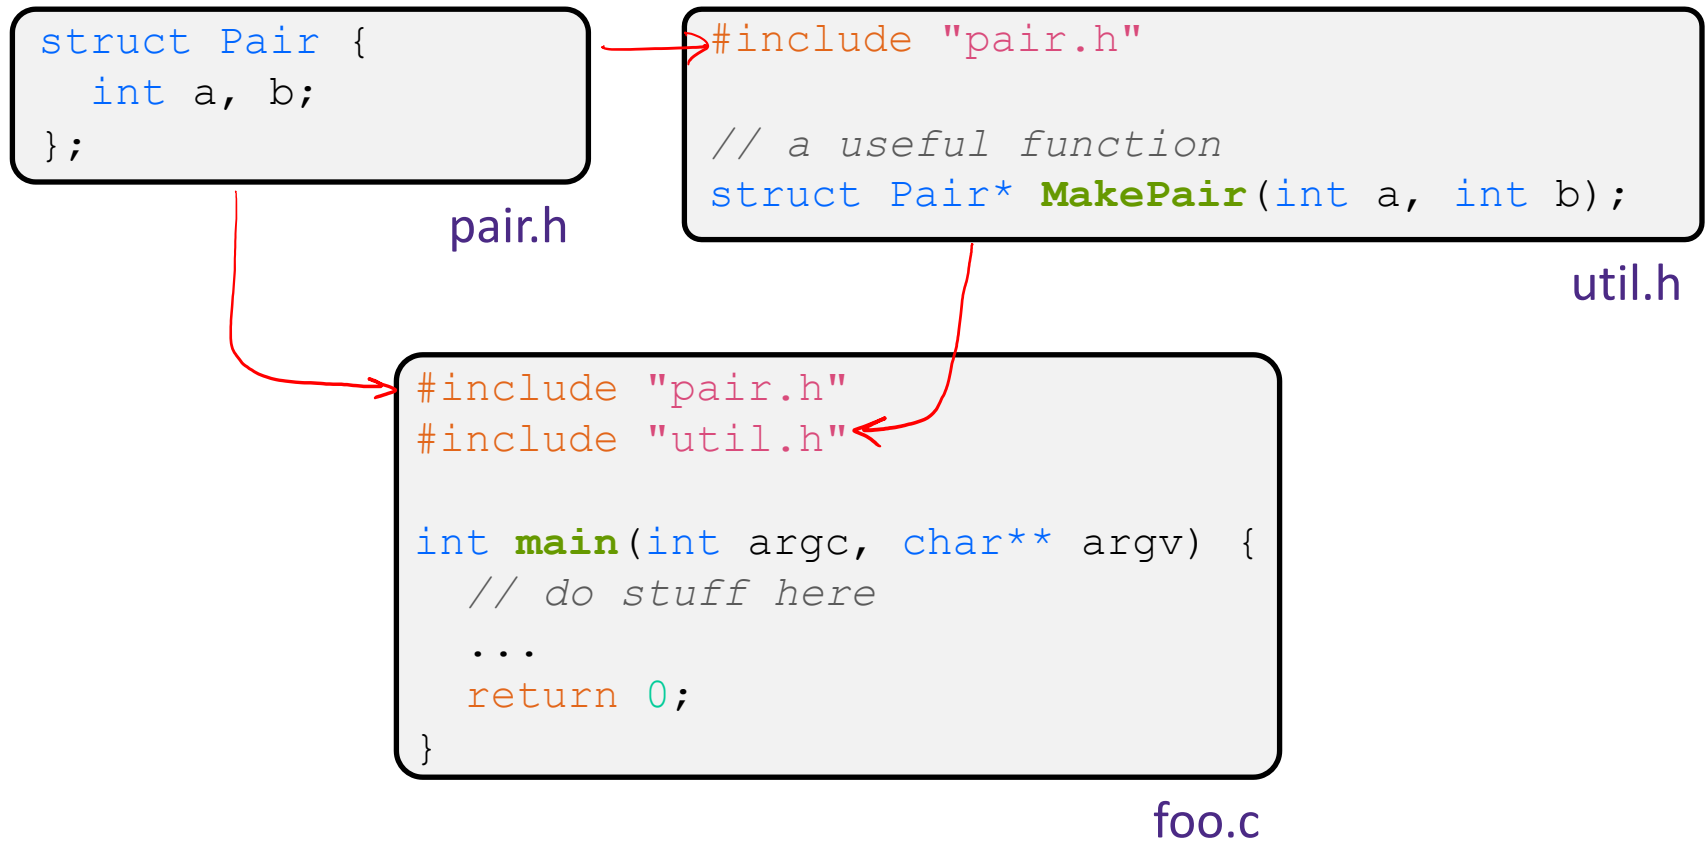 struct Pair {
  int a, b;
};
pair.h
#include "pair.h"

// a useful function
struct Pair* MakePair(int a, int b);
util.h
#include "pair.h"
#include "util.h"

int main(int argc, char** argv) {
  // do stuff here
  ...
  return 0;
}
foo.c